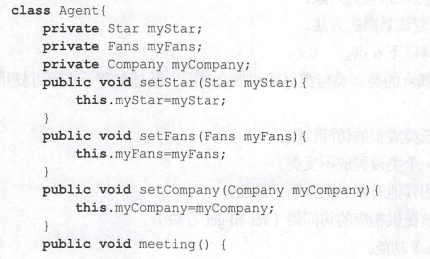 class Agent{
private Star myStar;
private Fans myFans;
private Company myCompany;
public void setStar(Star myStar){
this.myStar=myStar;
}
public void setFans(Fans myFans){
this.myFans=myFans;
}
public void setCompany(Company myCompany){
this.myCompany=myCompany;
}
public void meeting() {